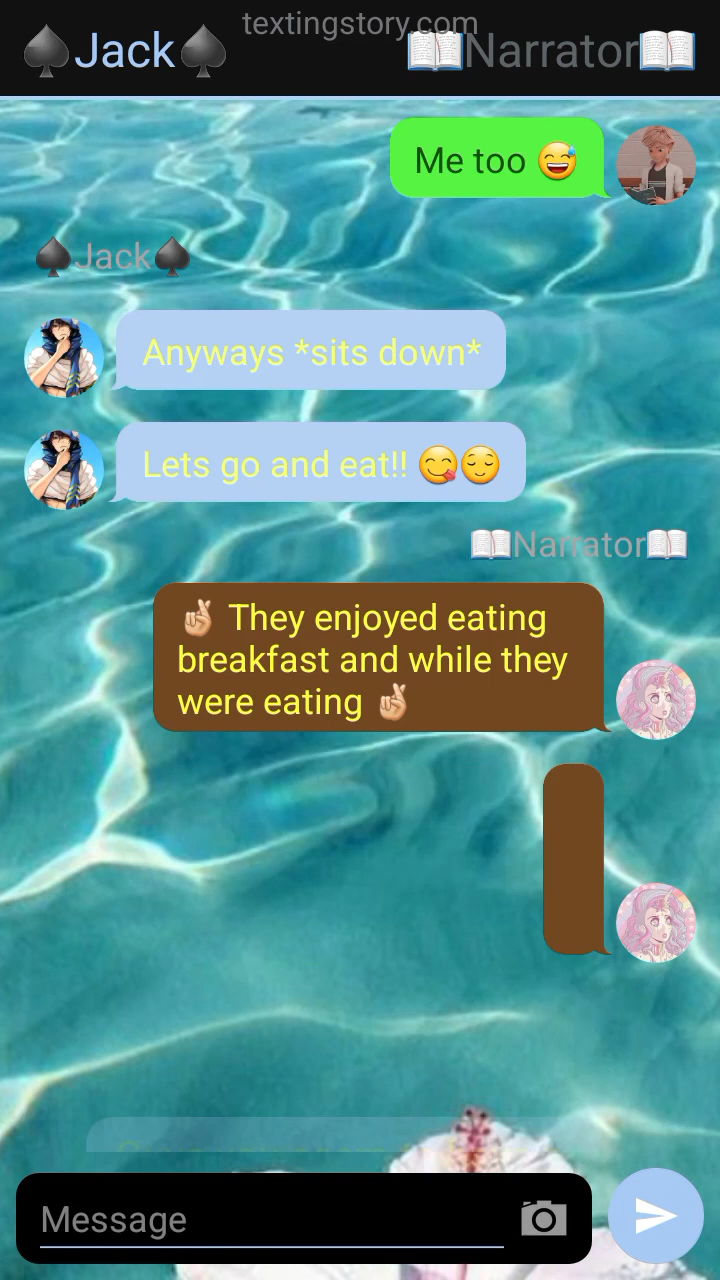 textingstory.com
♠️Jack♠️
📖Narrator📖
Me too 😅
♠️Jack♠️
Anyways *sits down*
Lets go and eat!! 😋😌
📖Narrator📖
🤞🏻 They enjoyed eating
breakfast and while they
were eating 🤞🏻
Message